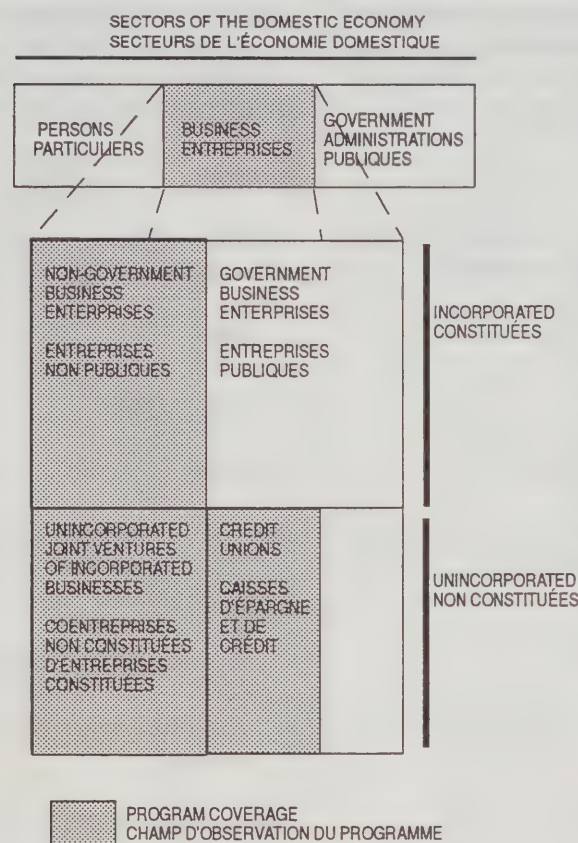 SECTORS OF THE DOMESTIC ECONOMY
SECTEURS DE L'ÉCONOMIE DOMESTIQUE
PERSONS
PARTICULIERS
BUSINESS
ENTREPRISES
GOVERNMENT
ADMINISTRATIONS
PUBLIQUES
NON-GOVERNMENT
BUSINESS
ENTERPRISES
ENTREPRISES
NON PUBLIQUES
GOVERNMENT
BUSINESS
ENTERPRISES
ENTREPRISES
PUBLIQUES
INCORPORATED
CONSTITUÉES
UNINCORPORATED
JOINT VENTURES
OF INCORPORATED
BUSINESSES
COENTREPRISES
NON CONSTITUÉES
D'ENTREPRISES
CONSTITUÉES
CREDIT
UNIONS
CAISSES
D'ÉPARGNE
ET DE
CRÉDIT
UNINCORPORATED
NON CONSTITUÉES
PROGRAM COVERAGE
CHAMP D'OBSERVATION DU PROGRAMME